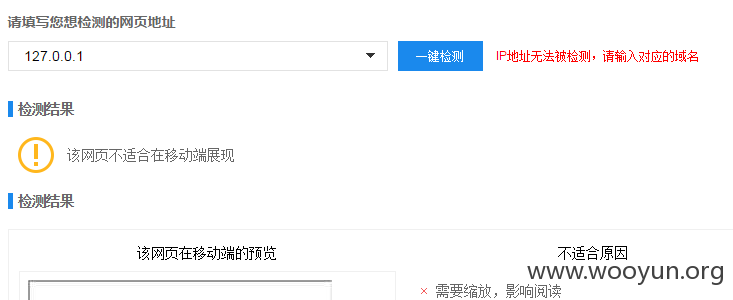 请填写您想检测的网页地址
127.0.0.1 一键检测 IP地址无法被检测，请输入对应的域名
检测结果
该网页不适合在移动端展现
检测结果
该网页在移动端的预览 不适合原因
www.wooyun.org
× 需要缩放，影响阅读